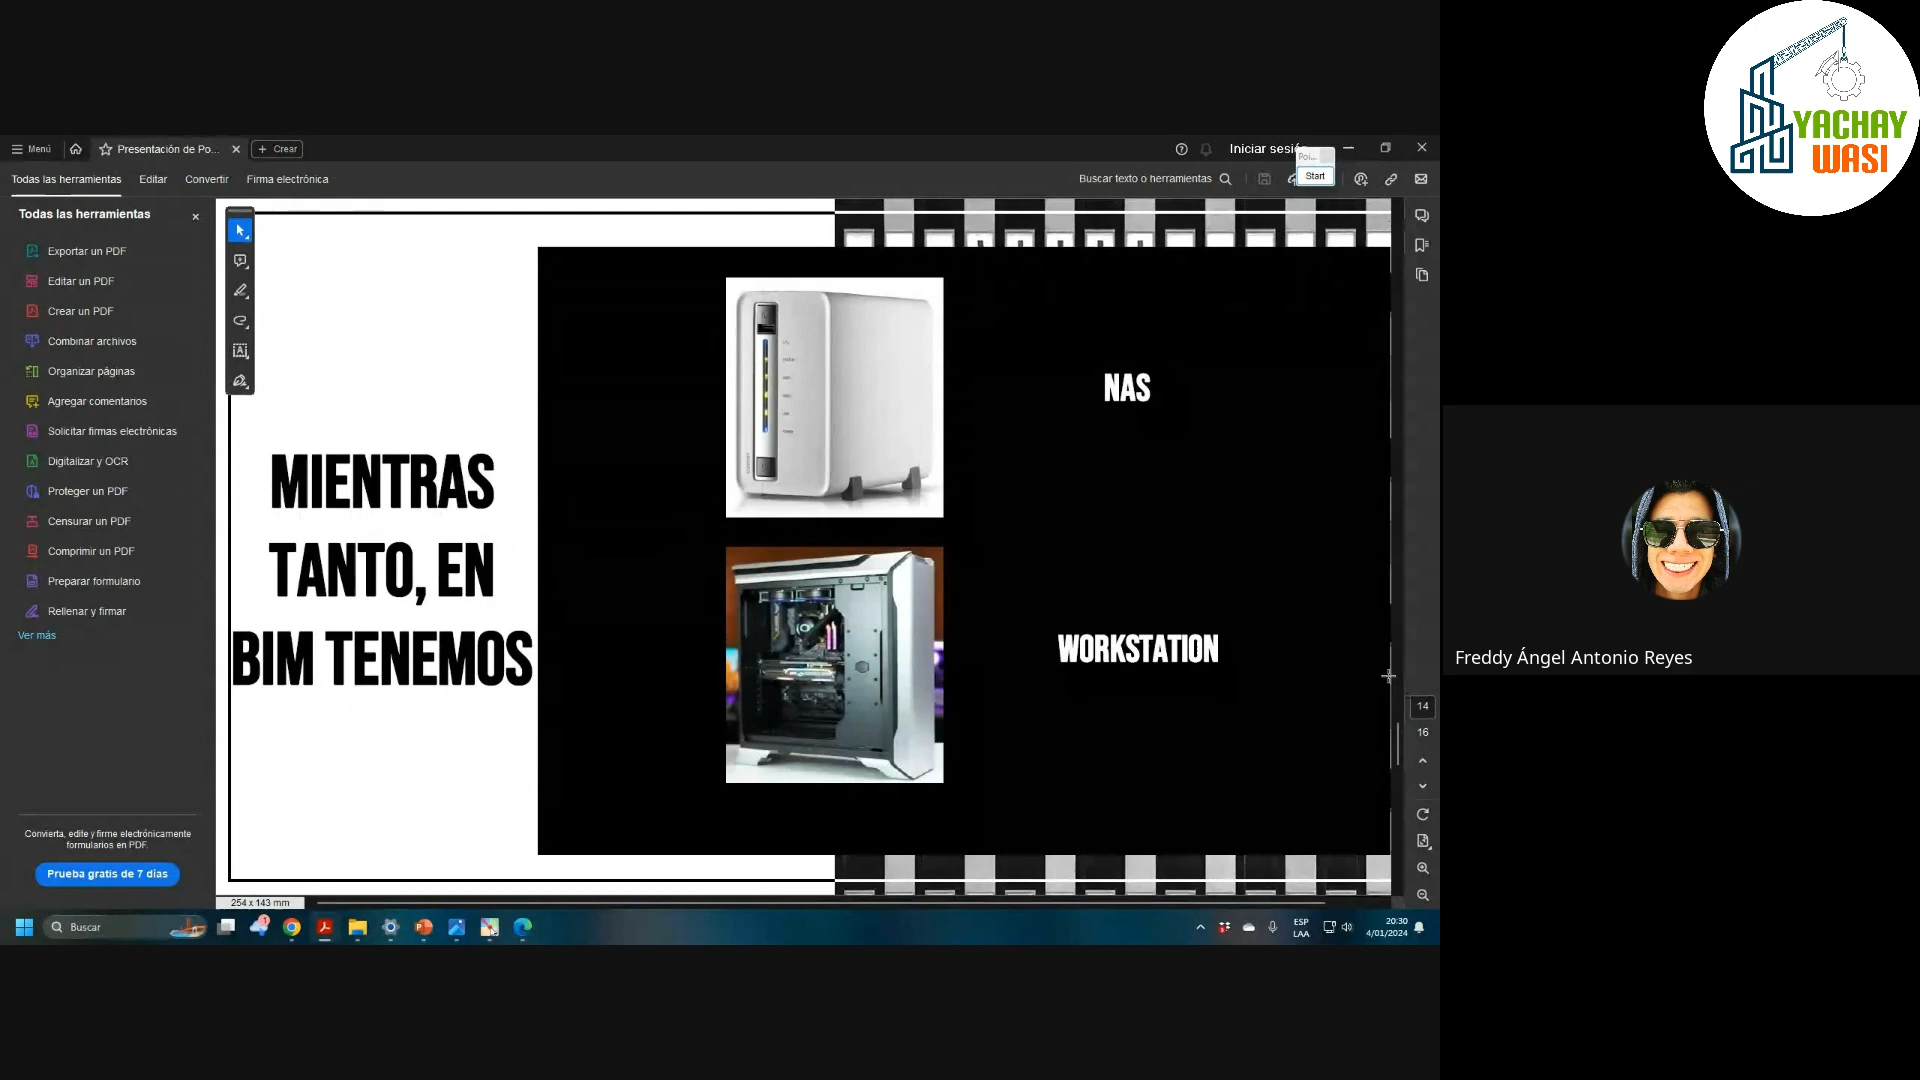 YACHAY
WASI
Menú
Presentación de Po...
Crear
Iniciar sesió
Poi...
Start
Todas las herramientas
Editar
Convertir
Firma electrónica
Buscar texto o herramientas
Todas las herramientas
Exportar un PDF
Editar un PDF
Crear un PDF
Combinar archivos
Organizar páginas
Agregar comentarios
Solicitar firmas electrónicas
Digitalizar y OCR
Proteger un PDF
Censurar un PDF
Comprimir un PDF
Preparar formulario
Rellenar y firmar
Ver más
Convierta, edite y firme electrónicamente
formularios en PDF.
Prueba gratis de 7 días
MIENTRAS
TANTO, EN
BIM TENEMOS
NAS
WORKSTATION
14
16
254 x 143 mm
Buscar
ESP
LAA
20:30
4/01/2024
Freddy Ángel Antonio Reyes